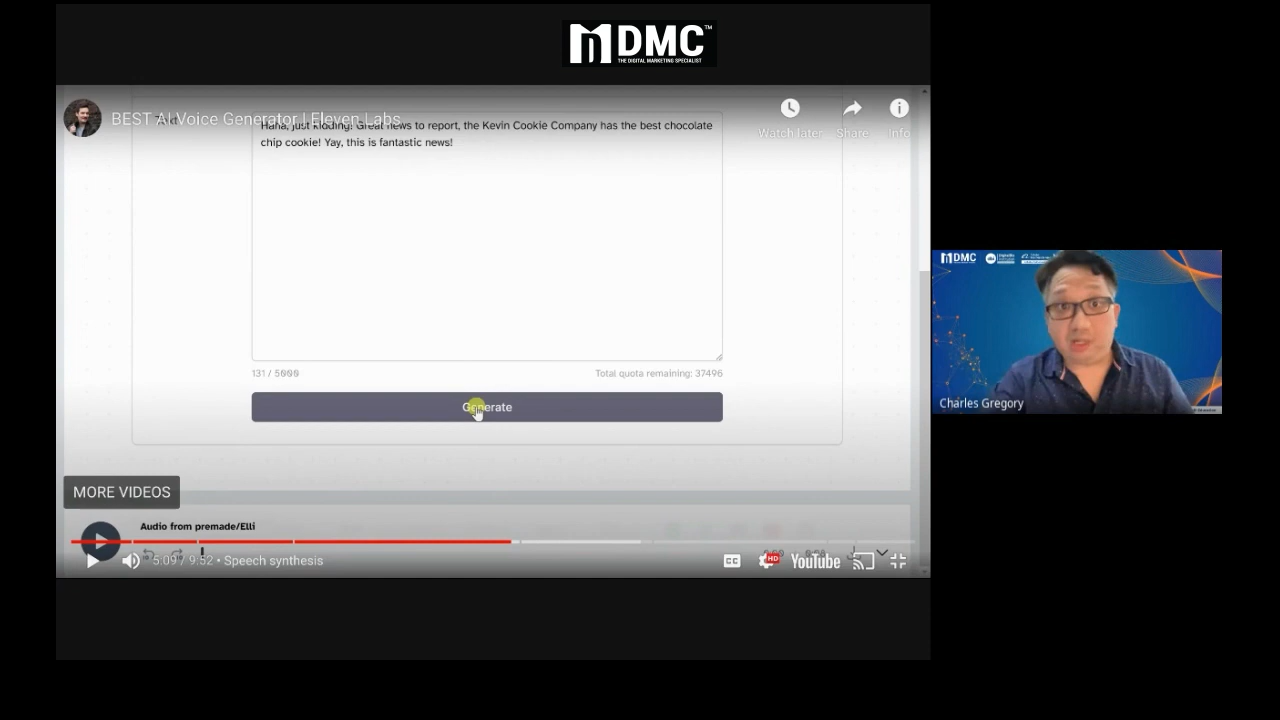 DMC™
THE DIGITAL MARKETING SPECIALIST
BEST AI Voice Generator | Eleven Labs
Watch later
Share
Info
Haha, just kidding! Great news to report, the Kevin Cookie Company has the best chocolate
chip cookie! Yay, this is fantastic news!
131 / 5000
Total quota remaining: 37496
Generate
MORE VIDEOS
Audio from premade/Elli
5:09 / 9:52 • Speech synthesis
CC
HD
YouTube
DMC
Charles Gregory